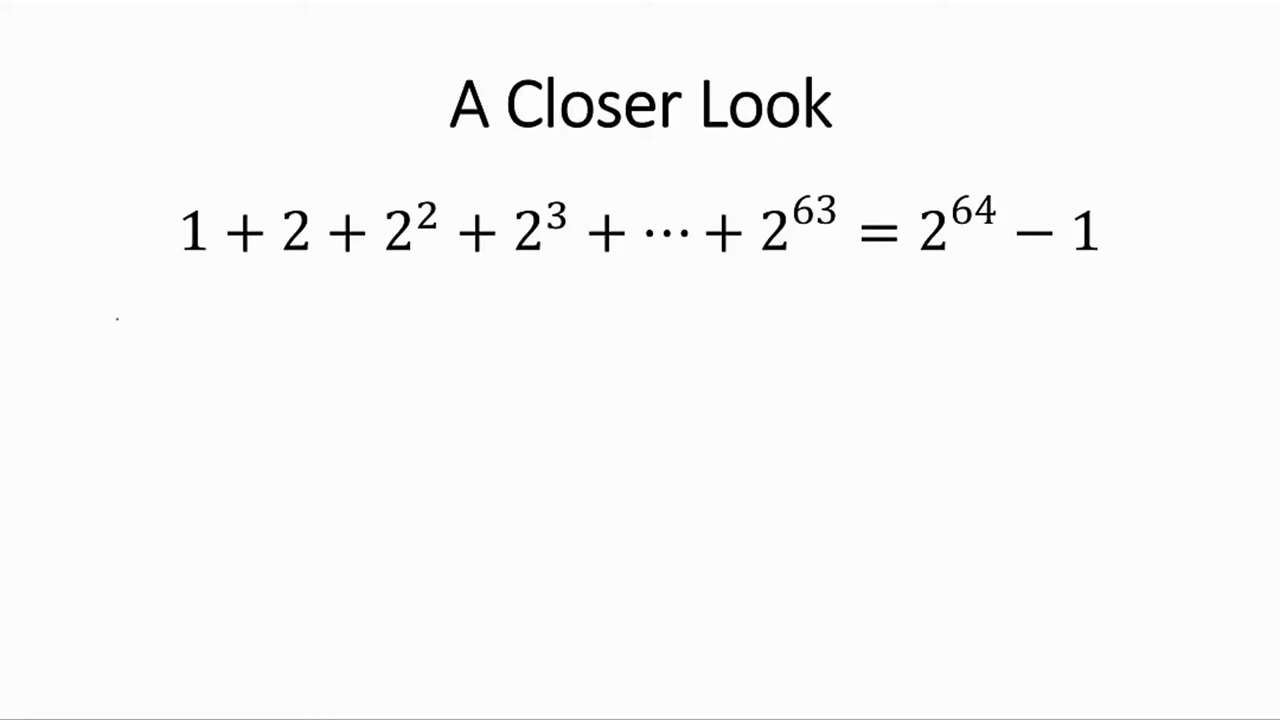 A Closer Look
1 + 2 + 2² + 2³ + ⋯ + 2⁶³ = 2⁶⁴ − 1